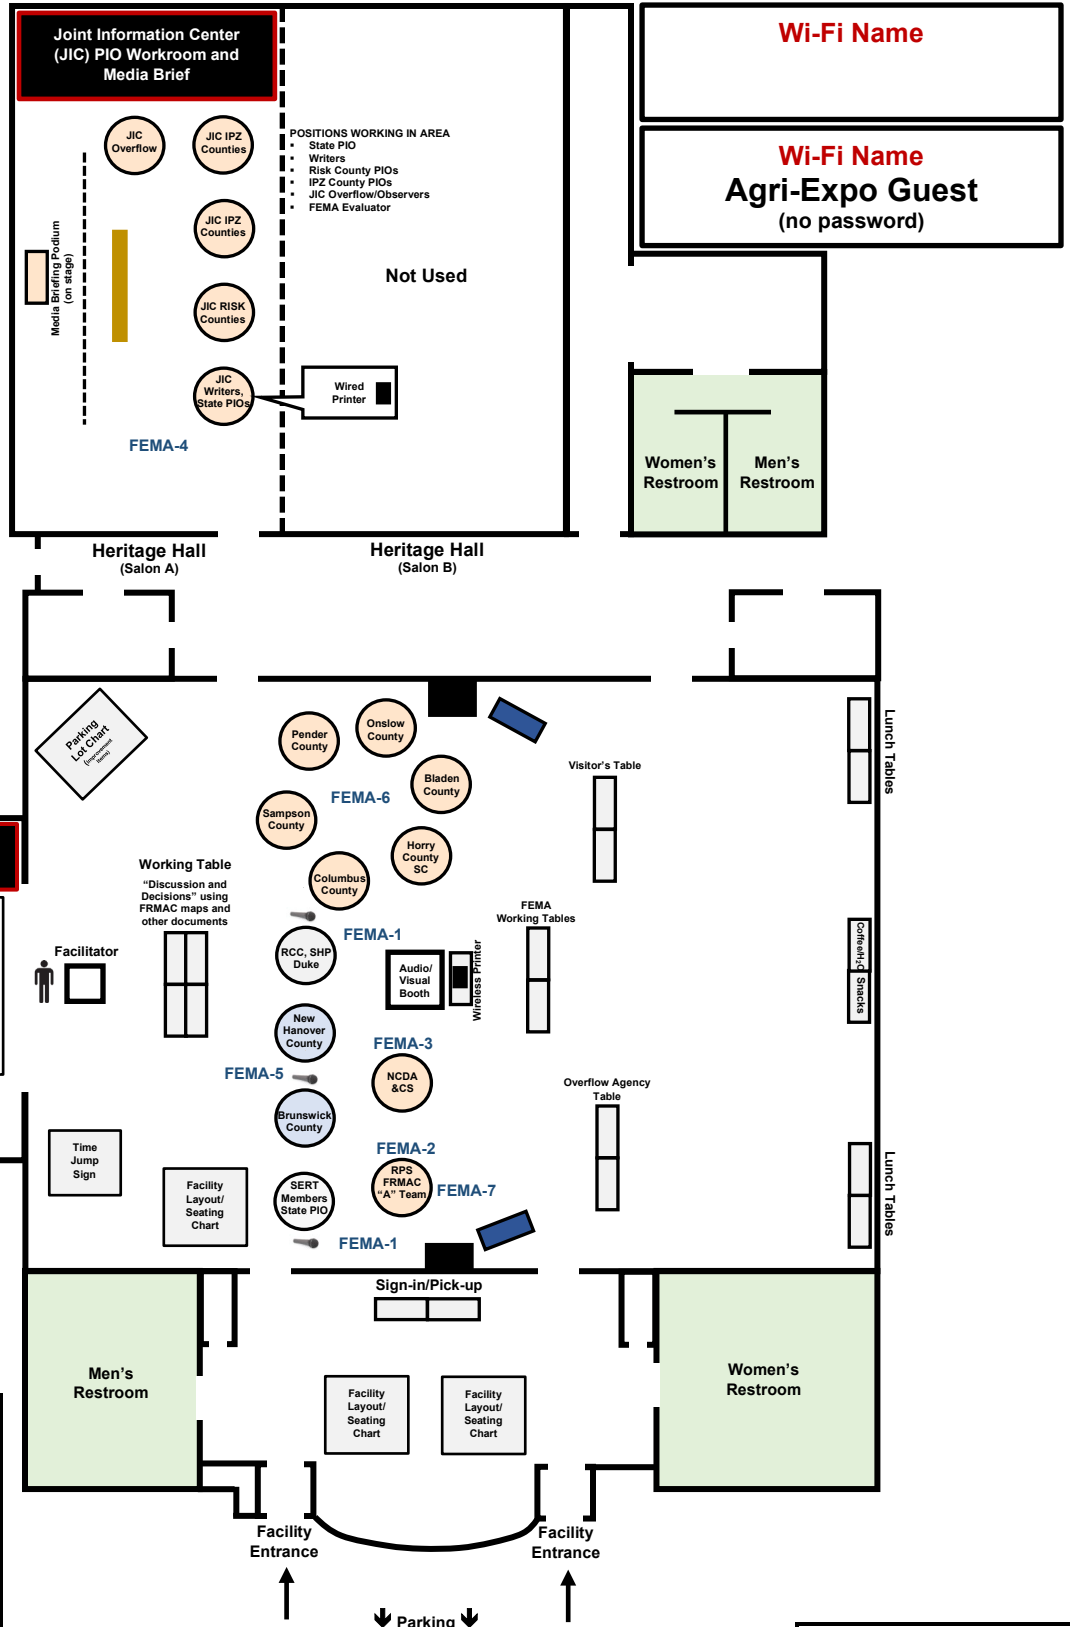 Joint Information Center
(JIC) PIO Workroom and
Media Brief
Wi-Fi Name
Wi-Fi Name
Agri-Expo Guest
(no password)
JIC
Overflow
JIC IPZ
Counties
JIC IPZ
Counties
JIC RISK
Counties
JIC
Writers,
State PIOs
Media Briefing Podium
(on stage)
POSITIONS WORKING IN AREA
▪ State PIO
▪ Writers
▪ Risk County PIOs
▪ IPZ County PIOs
▪ JIC Overflow/Observers
▪ FEMA Evaluator
Not Used
Wired
Printer
FEMA-4
Women's
Restroom
Men's
Restroom
Heritage Hall
(Salon A)
Heritage Hall
(Salon B)
Parking
Lot Chart
(Improvement
Items)
Pender
County
Onslow
County
Bladen
County
FEMA-6
Sampson
County
Horry
County
SC
Columbus
County
Visitor's Table
Lunch Tables
Working Table
“Discussion and
Decisions” using
FRMAC maps and
other documents
Facilitator
FEMA-1
RCC, SHP
Duke
Audio/
Visual
Booth
Wireless Printer
FEMA
Working Tables
Coffee/H₂O
Snacks
New
Hanover
County
FEMA-3
NCDA
&CS
FEMA-5
Brunswick
County
Overflow Agency
Table
FEMA-2
RPS
FRMAC
“A” Team
FEMA-7
SERT
Members
State PIO
FEMA-1
Time
Jump
Sign
Facility
Layout/
Seating
Chart
Lunch Tables
Sign-in/Pick-up
Men's
Restroom
Women's
Restroom
Facility
Layout/
Seating
Chart
Facility
Layout/
Seating
Chart
Facility
Entrance
Facility
Entrance
Parking